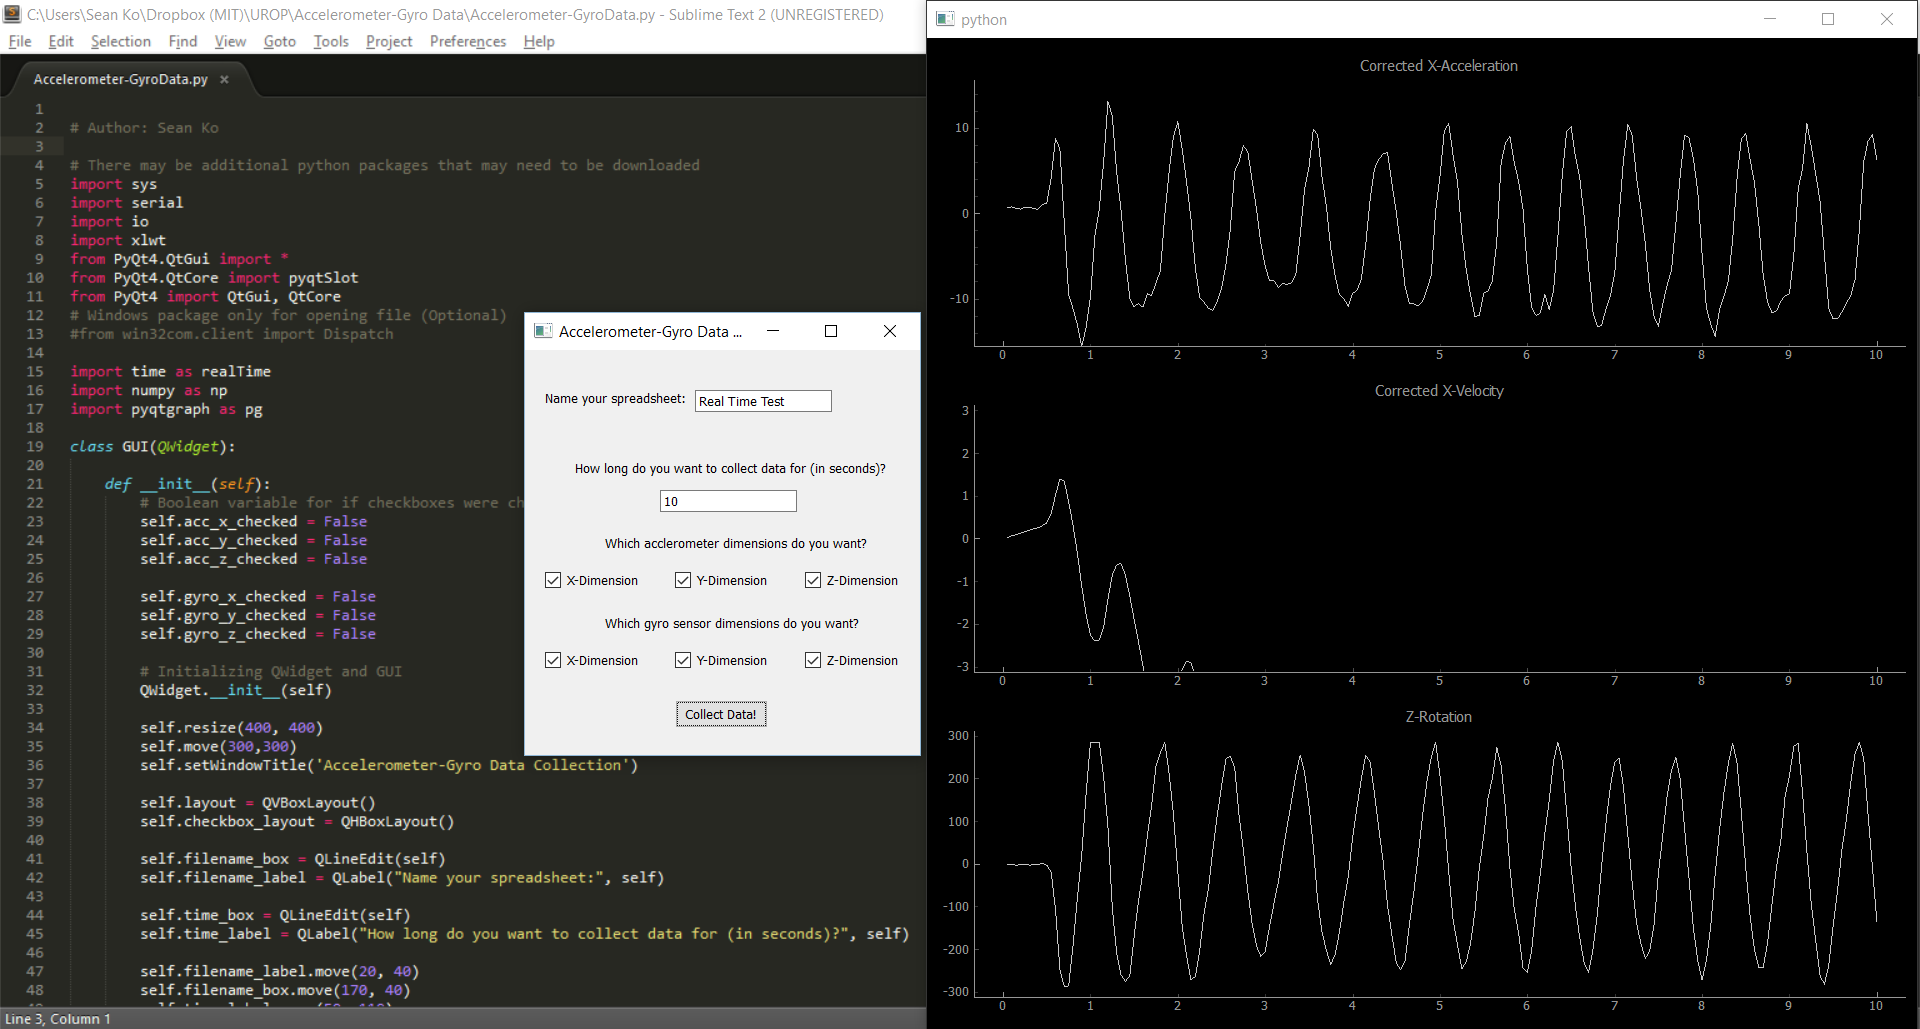 C:\Users\Sean Ko\Dropbox (MIT)\UROP\Accelerometer-Gyro Data\Accelerometer-GyroData.py - Sublime Text 2 (UNREGISTERED)
File Edit Selection Find View Goto Tools Project Preferences Help
Accelerometer-GyroData.py ×
1
2 # Author: Sean Ko
3
4 # There may be additional python packages that may need to be downloaded
5 import sys
6 import serial
7 import io
8 import xlwt
9 from PyQt4.QtGui import *
10 from PyQt4.QtCore import pyqtSlot
11 from PyQt4 import QtGui, QtCore
12 # Windows package only for opening file (Optional)
13 #from win32com.client import Dispatch
14
15 import time as realTime
16 import numpy as np
17 import pyqtgraph as pg
18
19 class GUI(QWidget):
20
21 def __init__(self):
22 # Boolean variable for if checkboxes were ch
23 self.acc_x_checked = False
24 self.acc_y_checked = False
25 self.acc_z_checked = False
26
27 self.gyro_x_checked = False
28 self.gyro_y_checked = False
29 self.gyro_z_checked = False
30
31 # Initializing QWidget and GUI
32 QWidget.__init__(self)
33
34 self.resize(400, 400)
35 self.move(300,300)
36 self.setWindowTitle('Accelerometer-Gyro Data Collection')
37
38 self.layout = QVBoxLayout()
39 self.checkbox_layout = QHBoxLayout()
40
41 self.filename_box = QLineEdit(self)
42 self.filename_label = QLabel("Name your spreadsheet:", self)
43
44 self.time_box = QLineEdit(self)
45 self.time_label = QLabel("How long do you want to collect data for (in seconds)?", self)
46
47 self.filename_label.move(20, 40)
48 self.filename_box.move(170, 40)
Line 3, Column 1
Accelerometer-Gyro Data ...
Name your spreadsheet: Real Time Test
How long do you want to collect data for (in seconds)?
10
Which acclerometer dimensions do you want?
X-Dimension Y-Dimension Z-Dimension
Which gyro sensor dimensions do you want?
X-Dimension Y-Dimension Z-Dimension
Collect Data!
python
Corrected X-Acceleration
10
0
-10
0 1 2 3 4 5 6 7 8 9 10
Corrected X-Velocity
3
2
1
0
-1
-2
-3
0 1 2 3 4 5 6 7 8 9 10
Z-Rotation
300
200
100
0
-100
-200
-300
0 1 2 3 4 5 6 7 8 9 10